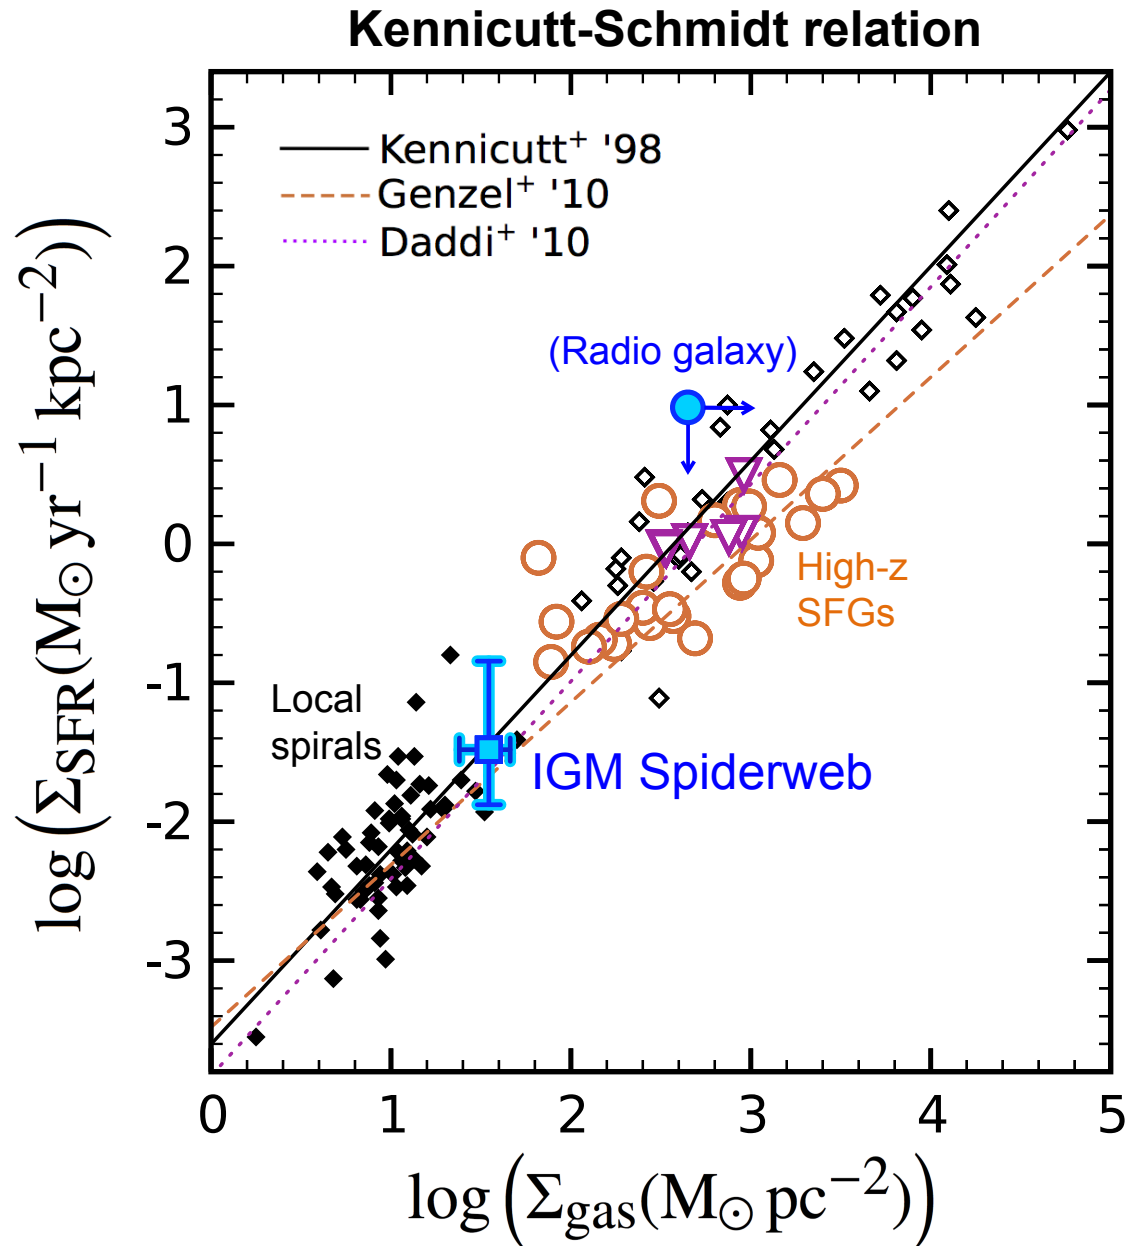 Kennicutt-Schmidt relation
Kennicutt⁺ '98
Genzel⁺ '10
Daddi⁺ '10
(Radio galaxy)
High-z
SFGs
Local
spirals
IGM Spiderweb
3
2
1
0
-1
-2
-3
0 1 2 3 4 5
log (Σ_SFR(M⊙ yr⁻¹ kpc⁻²))
log (Σ_gas(M⊙ pc⁻²))